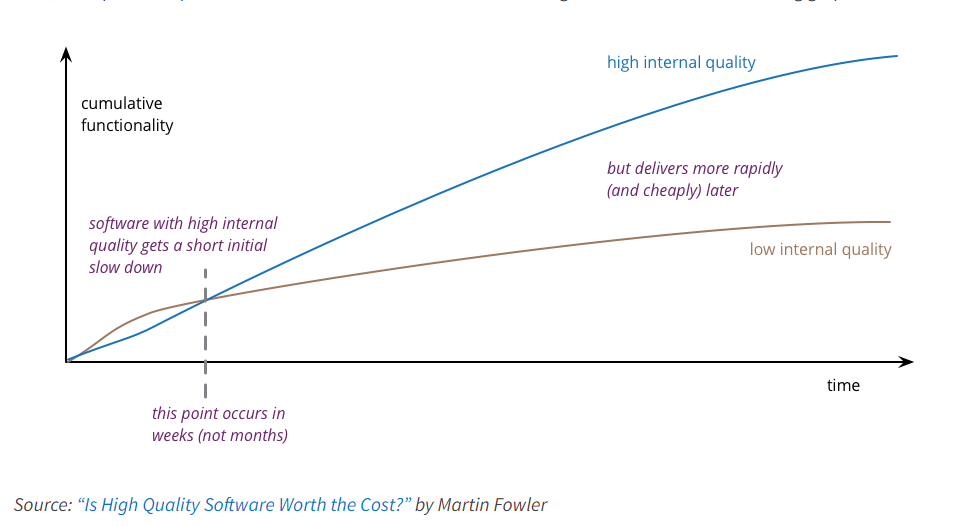 high internal quality
cumulative
functionality
but delivers more rapidly
(and cheaply) later
software with high internal
quality gets a short initial
slow down
low internal quality
time
this point occurs in
weeks (not months)
Source: “Is High Quality Software Worth the Cost?” by Martin Fowler